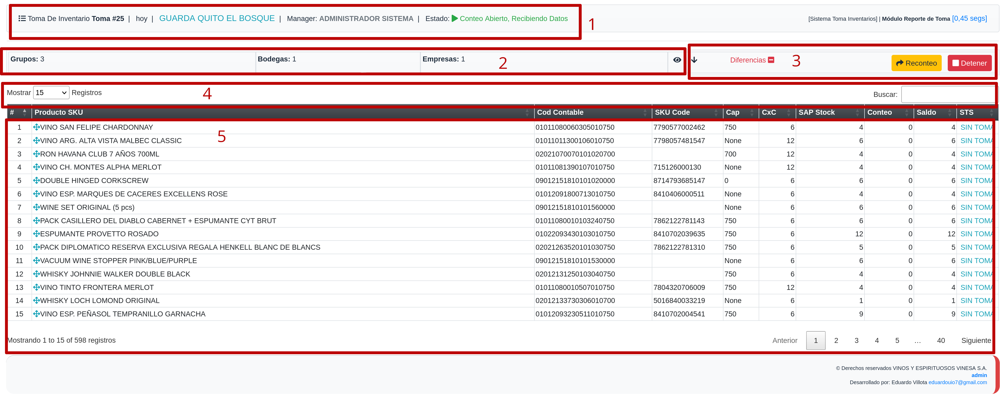 Toma De Inventario Toma #25 | hoy | GUARDA QUITO EL BOSQUE | Manager: ADMINISTRADOR SISTEMA | Estado: Conteo Abierto, Recibiendo Datos 1 [Sistema Toma Inventarios] | Módulo Reporte de Toma [0,45 segs]
Grupos: 3 Bodegas: 1 Empresas: 1 2 Diferencias 3 Reconteo Detener
Mostrar 15 Registros 4 Buscar:
# Producto SKU Cod Contable SKU Code Cap CxC SAP Stock Conteo Saldo STS
1 VINO SAN FELIPE CHARDONNAY 01011080060305010750 7790577002462 750 6 4 0 4 SIN TOMA
5
2 VINO ARG. ALTA VISTA MALBEC CLASSIC 01011011300106010750 7798057481547 None 12 6 0 6 SIN TOMA
3 RON HAVANA CLUB 7 AÑOS 700ML 02021070070101020700 700 12 4 0 4 SIN TOMA
4 VINO CH. MONTES ALPHA MERLOT 01011081390107010750 715126000130 None 12 4 0 4 SIN TOMA
5 DOUBLE HINGED CORKSCREW 09012151810101020000 8714793685147 0 6 6 0 6 SIN TOMA
6 VINO ESP. MARQUES DE CACERES EXCELLENS ROSE 01012091800713010750 8410406000511 None 6 4 0 4 SIN TOMA
7 WINE SET ORIGINAL (5 pcs) 09012151810101560000 None 6 6 0 6 SIN TOMA
8 PACK CASILLERO DEL DIABLO CABERNET + ESPUMANTE CYT BRUT 01011080010103240750 7862122781143 750 6 6 0 6 SIN TOMA
9 ESPUMANTE PROVETTO ROSADO 01022093430103010750 8410702039635 750 6 12 0 12 SIN TOMA
10 PACK DIPLOMATICO RESERVA EXCLUSIVA REGALA HENKELL BLANC DE BLANCS 02021263520101030750 7862122781310 750 6 5 0 5 SIN TOMA
11 VACUUM WINE STOPPER PINK/BLUE/PURPLE 09012151810101530000 None 6 6 0 6 SIN TOMA
12 WHISKY JOHNNIE WALKER DOUBLE BLACK 02012131250103040750 750 6 4 0 4 SIN TOMA
13 VINO TINTO FRONTERA MERLOT 01011080010507010750 7804320706009 750 12 4 0 4 SIN TOMA
14 WHISKY LOCH LOMOND ORIGINAL 02012133730306010700 5016840033219 None 6 1 0 1 SIN TOMA
15 VINO ESP. PEÑASOL TEMPRANILLO GARNACHA 01012093230511010750 8410702004541 750 6 9 0 9 SIN TOMA
Mostrando 1 to 15 of 598 registros Anterior 1 2 3 4 5 … 40 Siguiente
© Derechos reservados VINOS Y ESPIRITUOSOS VINESA S.A.
admin
Desarrollado por: Eduardo Villota eduardouio7@gmail.com